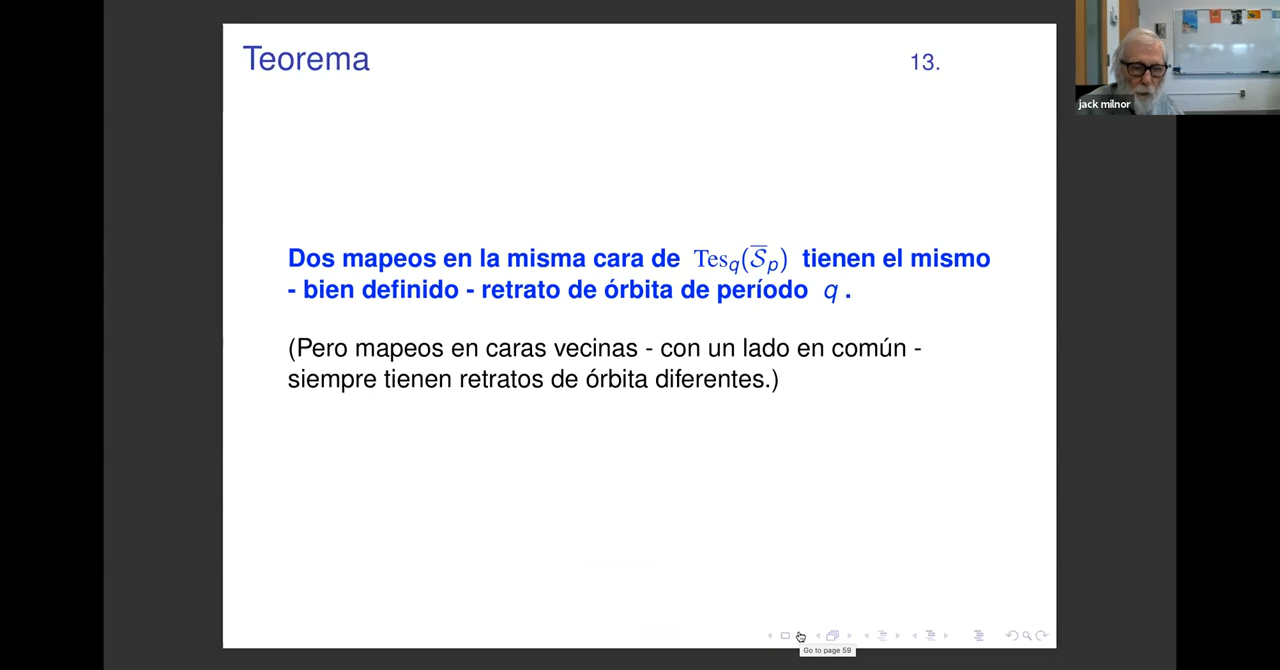 Teorema
13.
jack milnor
Dos mapeos en la misma cara de Tes_q(S̅_p) tienen el mismo
- bien definido - retrato de órbita de período q .
(Pero mapeos en caras vecinas - con un lado en común -
siempre tienen retratos de órbita diferentes.)
Go to page 59